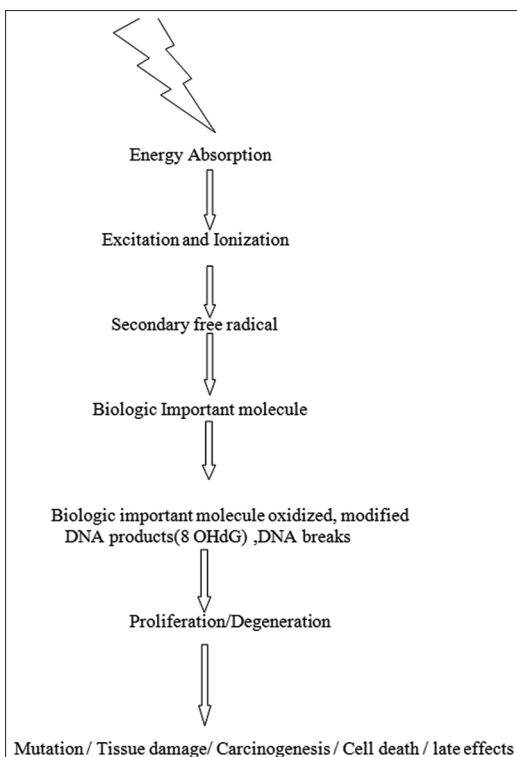 Energy Absorption
Excitation and Ionization
Secondary free radical
Biologic Important molecule
Biologic important molecule oxidized, modified
DNA products(8 OHdG) ,DNA breaks
Proliferation/Degeneration
Mutation / Tissue damage/ Carcinogenesis / Cell death / late effects